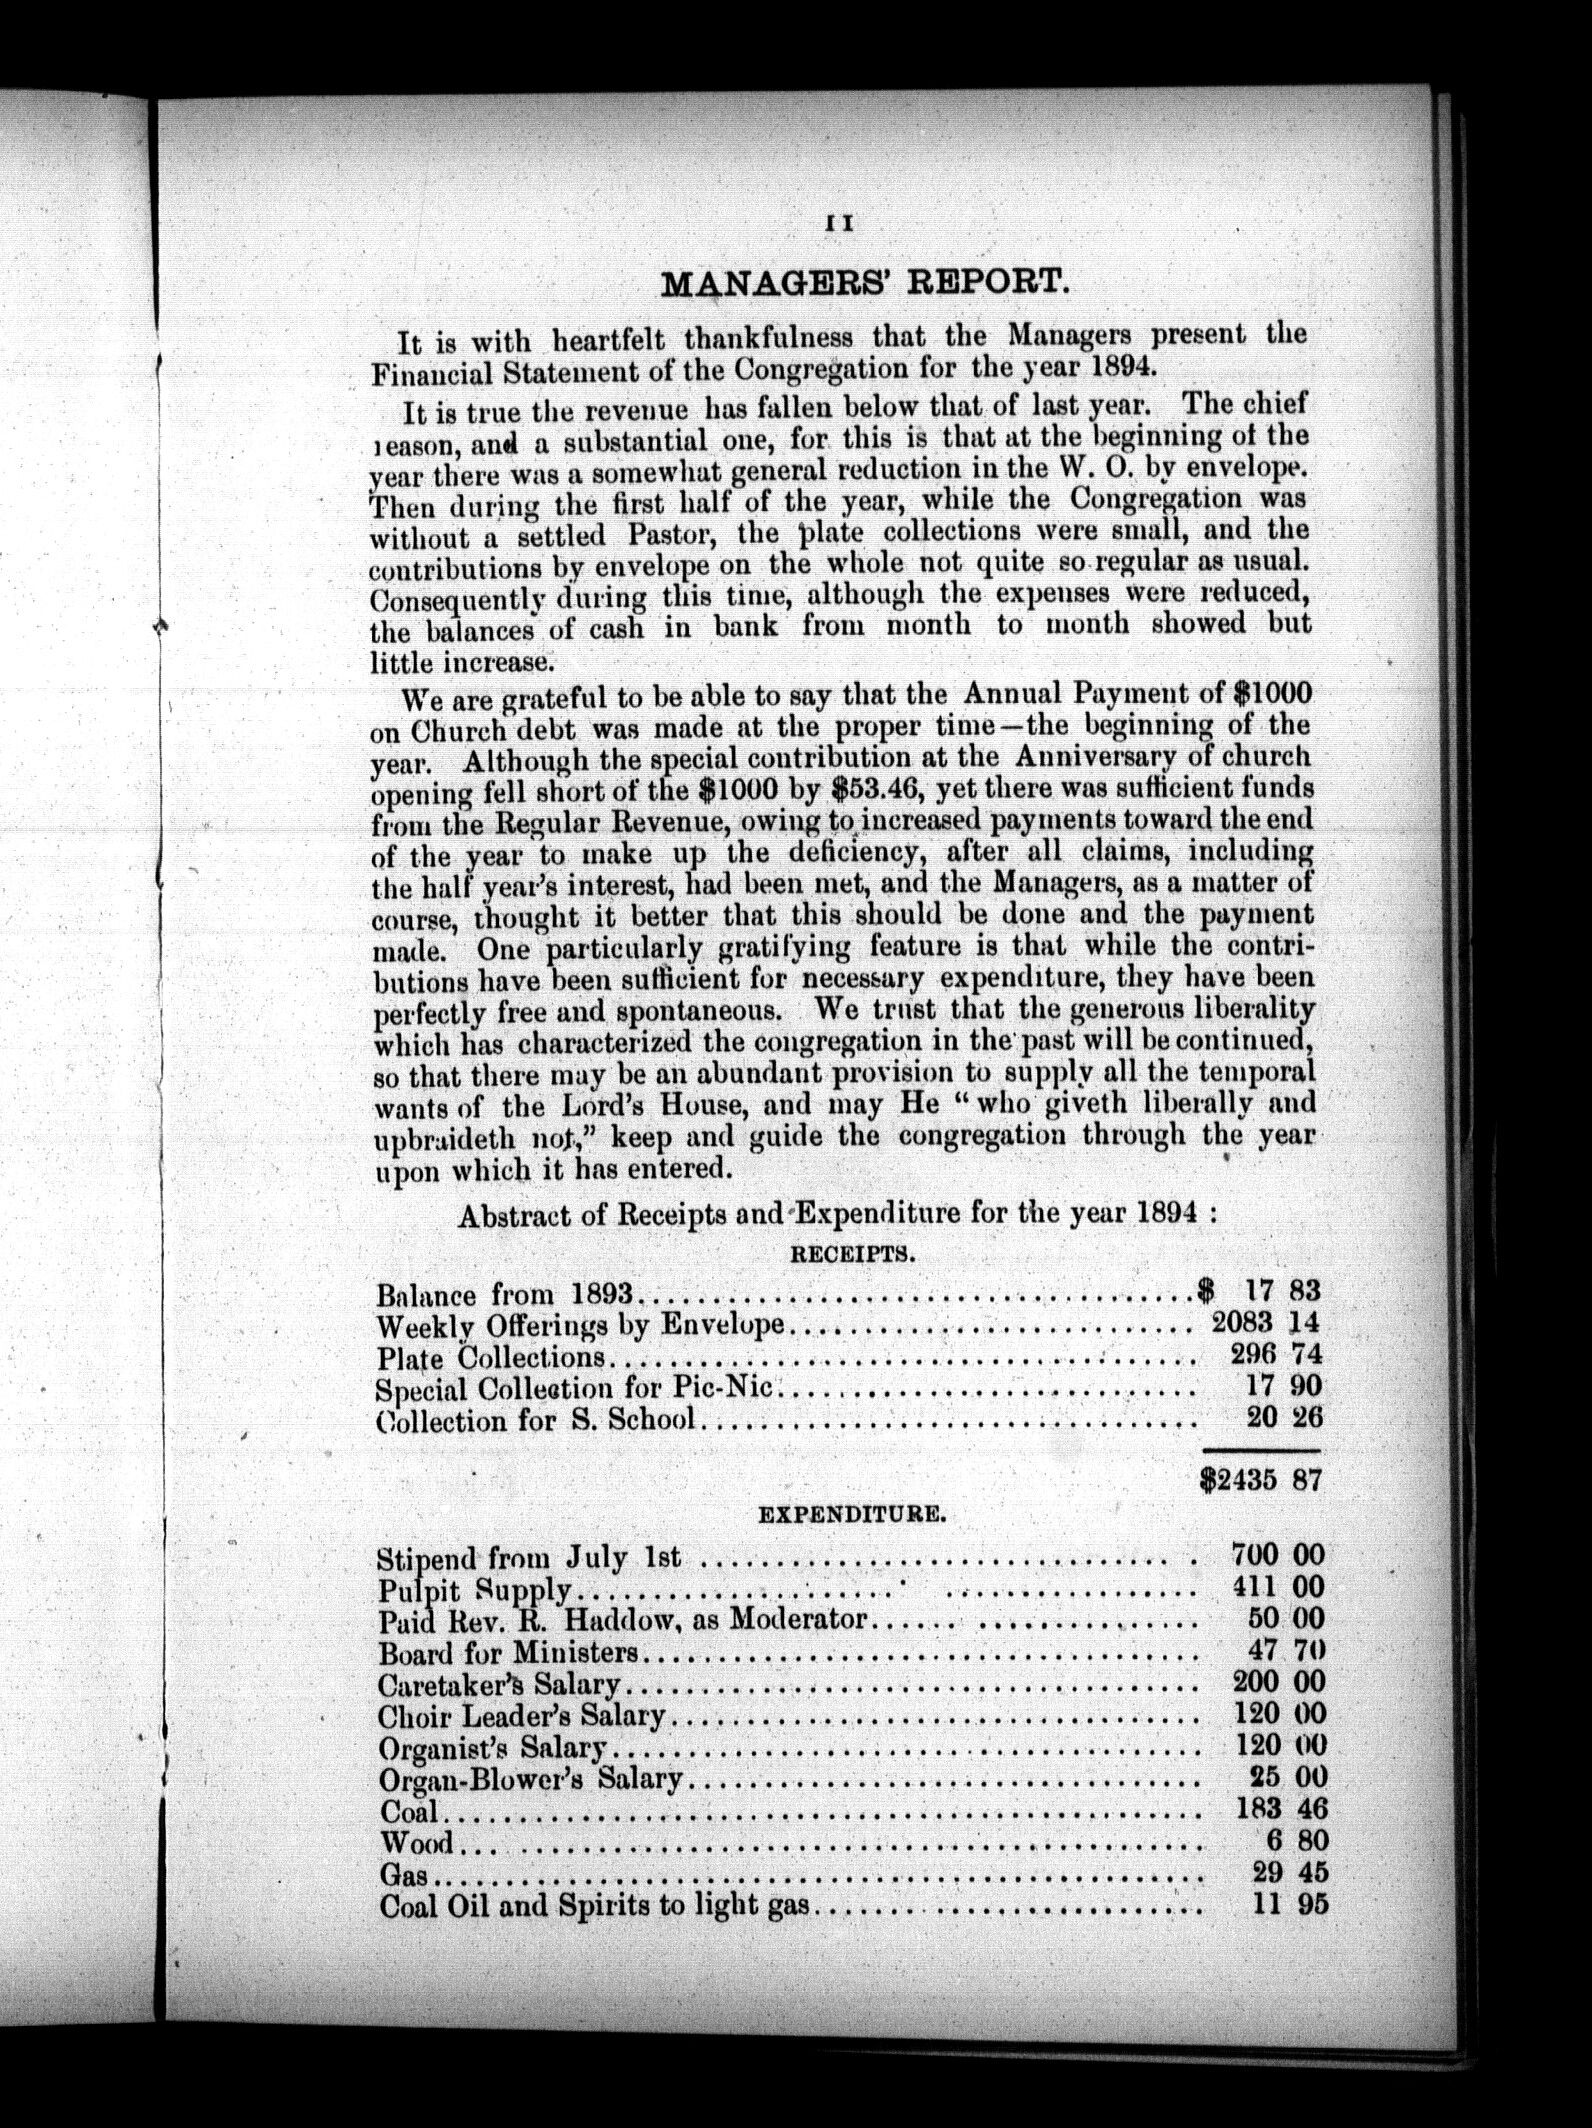 11
MANAGERS' REPORT.
It is with heartfelt thankfulness that the Managers present the
Financial Statement of the Congregation for the year 1894.
It is true the revenue has fallen below that of last year. The chief
reason, and a substantial one, for this is that at the beginning of the
year there was a somewhat general reduction in the W. O. by envelope.
Then during the first half of the year, while the Congregation was
without a settled Pastor, the plate collections were small, and the
contributions by envelope on the whole not quite so regular as usual.
Consequently during this time, although the expenses were reduced,
the balances of cash in bank from month to month showed but
little increase.
We are grateful to be able to say that the Annual Payment of $1000
on Church debt was made at the proper time—the beginning of the
year. Although the special contribution at the Anniversary of church
opening fell short of the $1000 by $53.46, yet there was sufficient funds
from the Regular Revenue, owing to increased payments toward the end
of the year to make up the deficiency, after all claims, including
the half year's interest, had been met, and the Managers, as a matter of
course, thought it better that this should be done and the payment
made. One particularly gratifying feature is that while the contri-
butions have been sufficient for necessary expenditure, they have been
perfectly free and spontaneous. We trust that the generous liberality
which has characterized the congregation in the past will be continued,
so that there may be an abundant provision to supply all the temporal
wants of the Lord's House, and may He "who giveth liberally and
upbraideth not," keep and guide the congregation through the year
upon which it has entered.
Abstract of Receipts and Expenditure for the year 1894 :
RECEIPTS.
Balance from 1893.....................................$ 17 83
Weekly Offerings by Envelope........................... 2083 14
Plate Collections....................................... 296 74
Special Collection for Pic-Nic............................ 17 90
Collection for S. School................................. 20 26
$2435 87
EXPENDITURE.
Stipend from July 1st ................................ 700 00
Pulpit Supply....................................... 411 00
Paid Rev. R. Haddow, as Moderator...................... 50 00
Board for Ministers..................................... 47 70
Caretaker's Salary...................................... 200 00
Choir Leader's Salary................................... 120 00
Organist's Salary....................................... 120 00
Organ-Blower's Salary.................................. 25 00
Coal.................................................. 183 46
Wood................................................ 6 80
Gas................................................... 29 45
Coal Oil and Spirits to light gas.......................... 11 95